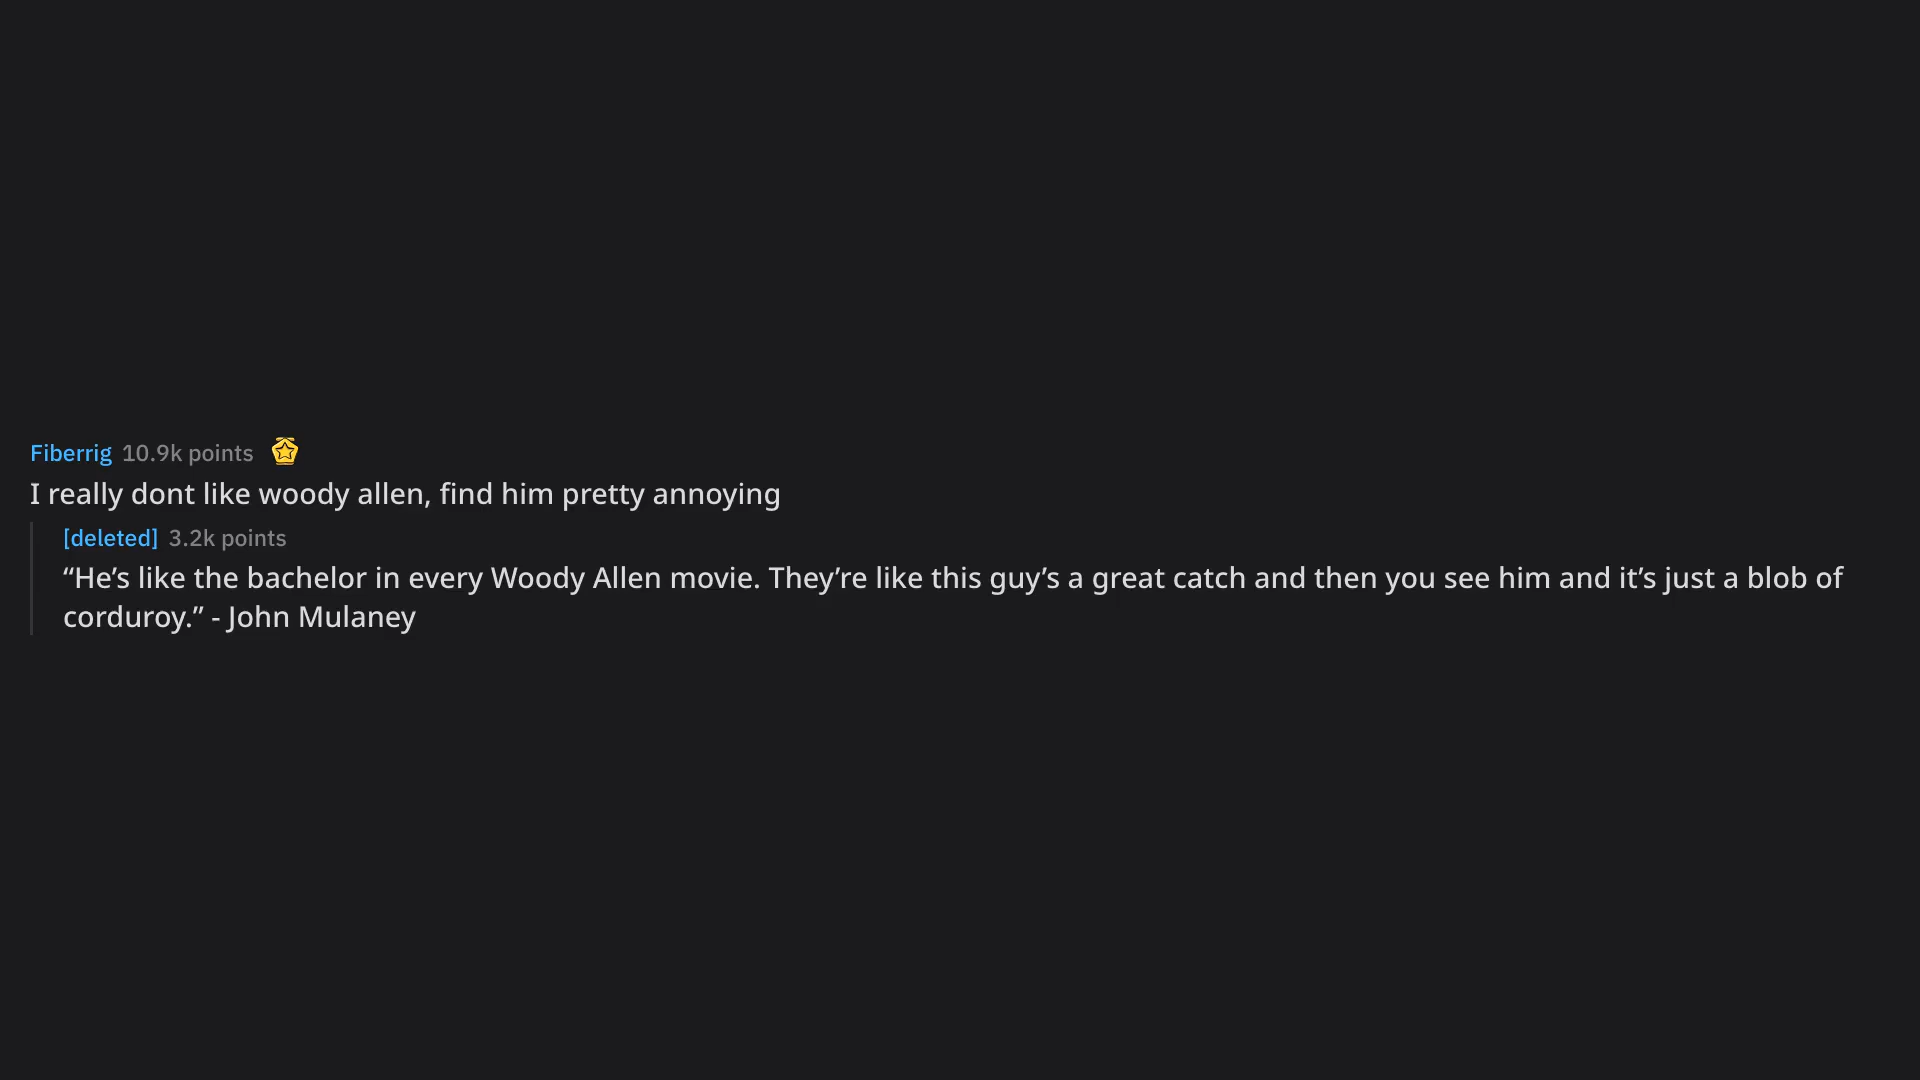 Fiberrig 10.9k points
I really dont like woody allen, find him pretty annoying
[deleted] 3.2k points
“He’s like the bachelor in every Woody Allen movie. They’re like this guy’s a great catch and then you see him and it’s just a blob of
corduroy.” - John Mulaney